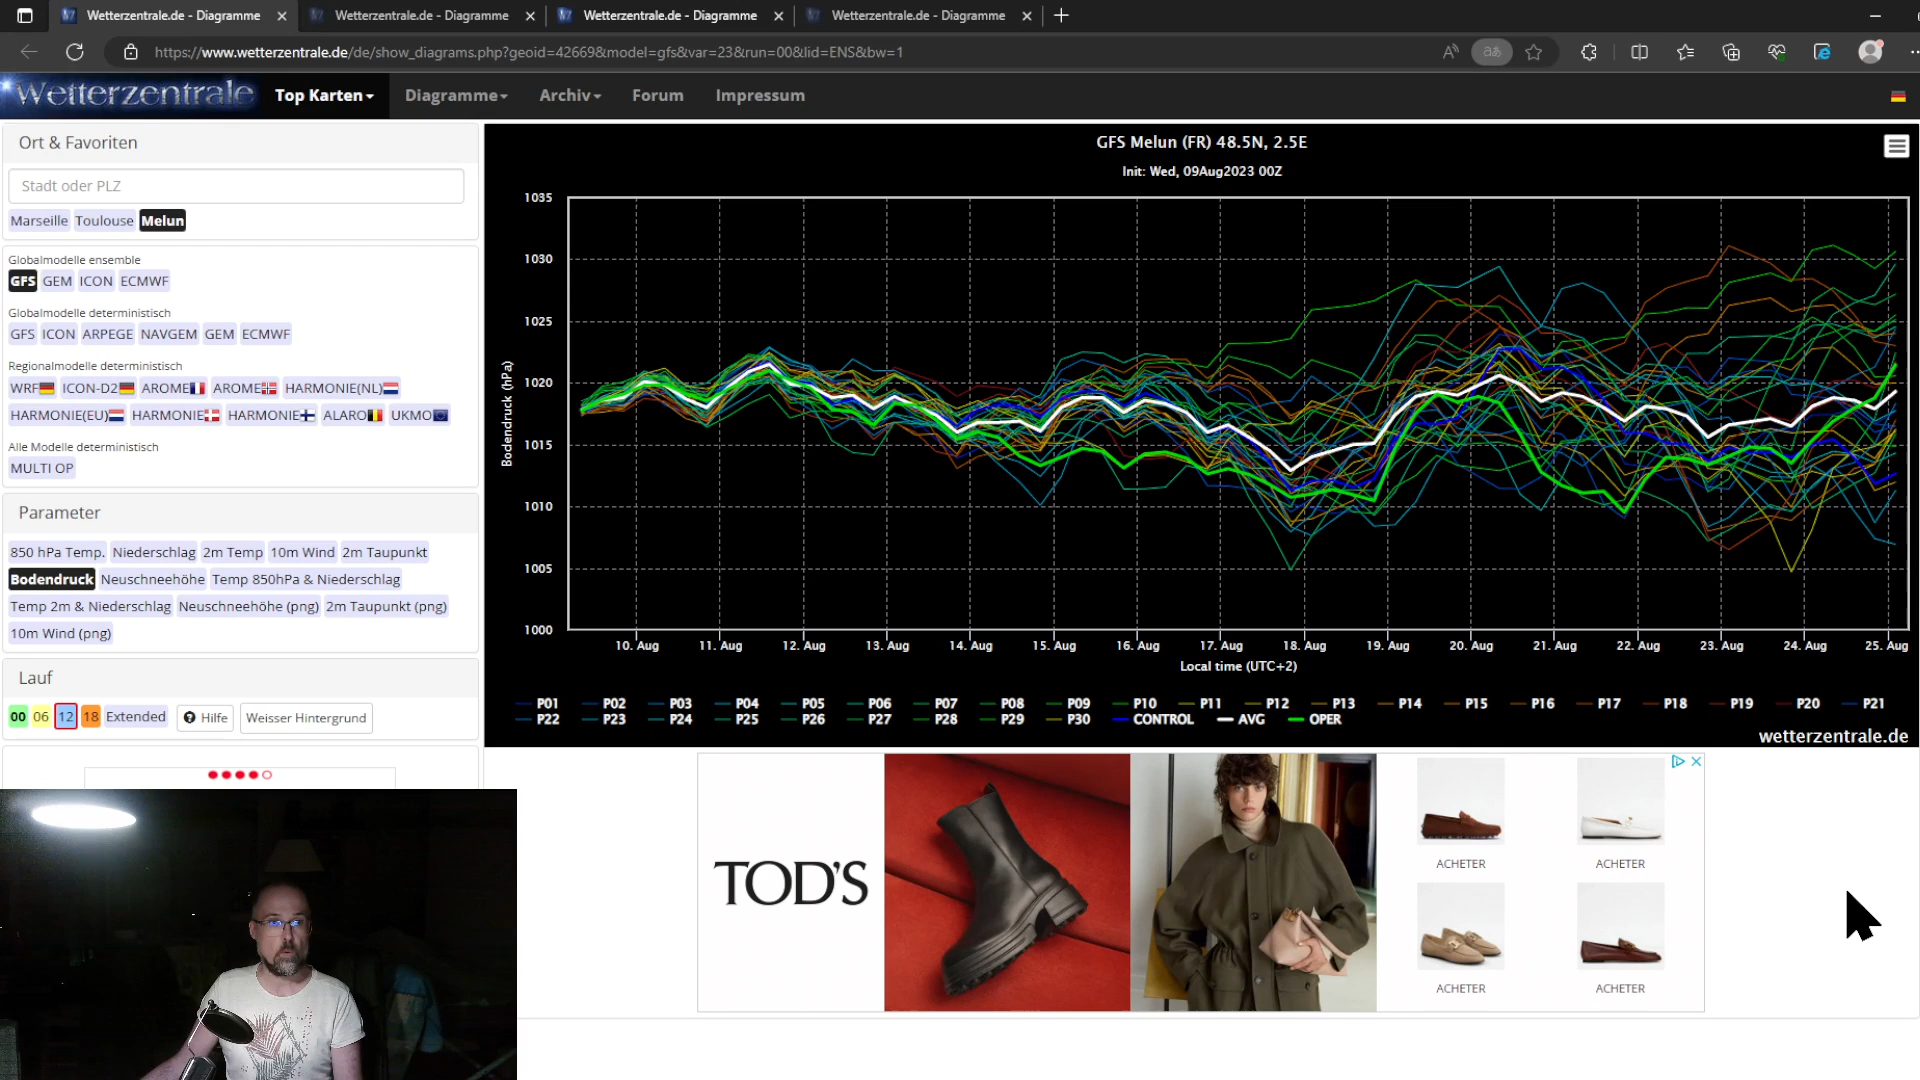 Wetterzentrale.de - Diagramme
Wetterzentrale.de - Diagramme
Wetterzentrale.de - Diagramme
Wetterzentrale.de - Diagramme
https://www.wetterzentrale.de/de/show_diagrams.php?geoid=42669&model=gfs&var=23&run=00&lid=ENS&bw=1
Wetterzentrale
Top Karten
Diagramme
Archiv
Forum
Impressum
Ort & Favoriten
Stadt oder PLZ
Marseille Toulouse Melun
Globalmodelle ensemble
GFS GEM ICON ECMWF
Globalmodelle deterministisch
GFS ICON ARPEGE NAVGEM GEM ECMWF
Regionalmodelle deterministisch
WRF ICON-D2 AROME AROME HARMONIE(NL)
HARMONIE(EU) HARMONIE HARMONIE ALARO UKMO
Alle Modelle deterministisch
MULTI OP
Parameter
850 hPa Temp. Niederschlag 2m Temp 10m Wind 2m Taupunkt
Bodendruck Neuschneehöhe Temp 850hPa & Niederschlag
Temp 2m & Niederschlag Neuschneehöhe (png) 2m Taupunkt (png)
10m Wind (png)
Lauf
00 06 12 18 Extended Hilfe Weisser Hintergrund
GFS Melun (FR) 48.5N, 2.5E
Init: Wed, 09Aug2023 00Z
Bodendruck (hPa)
1035
1030
1025
1020
1015
1010
1005
1000
10. Aug 11. Aug 12. Aug 13. Aug 14. Aug 15. Aug 16. Aug 17. Aug 18. Aug 19. Aug 20. Aug 21. Aug 22. Aug 23. Aug 24. Aug 25. Aug
Local time (UTC+2)
P01 P02 P03 P04 P05 P06 P07 P08 P09 P10 P11 P12 P13 P14 P15 P16 P17 P18 P19 P20 P21
P22 P23 P24 P25 P26 P27 P28 P29 P30 CONTROL AVG OPER
wetterzentrale.de
TOD'S
ACHETER
ACHETER
ACHETER
ACHETER